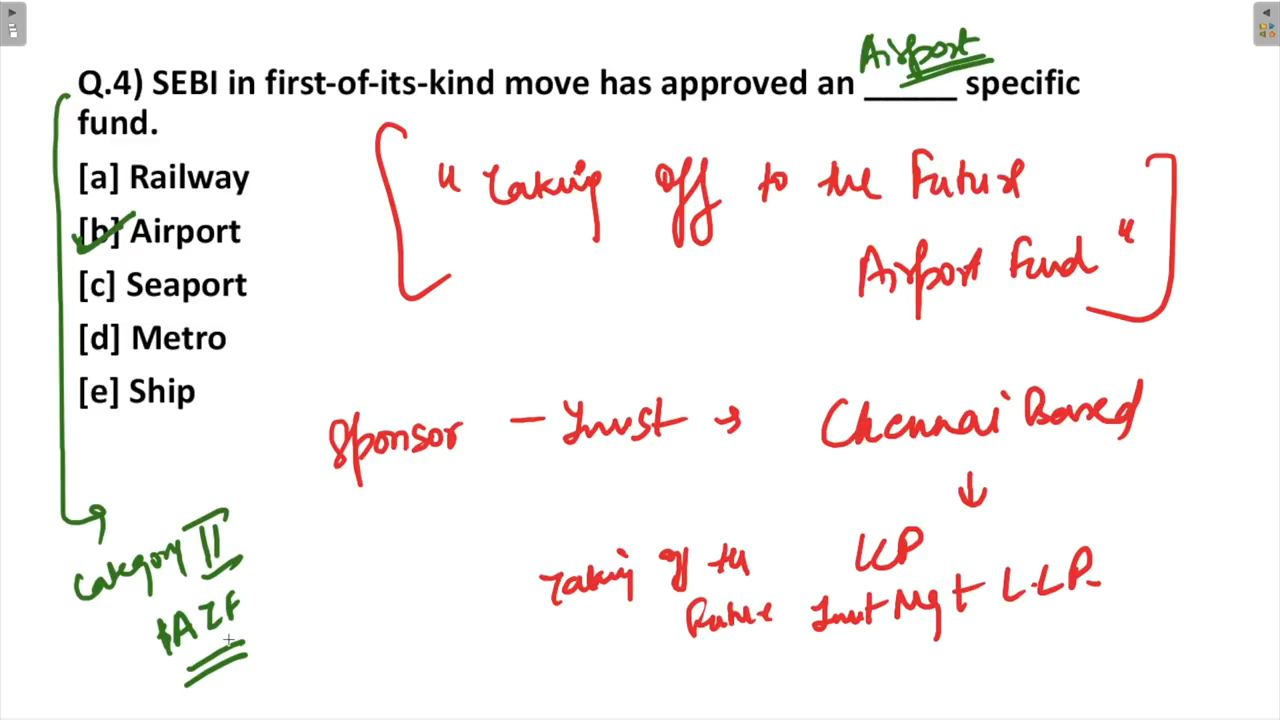 Airport
Q.4) SEBI in first-of-its-kind move has approved an ______ specific
fund.
[a] Railway
[b] Airport
[c] Seaport
[d] Metro
[e] Ship
"Taking Off to the Future
Airport Fund"
Sponsor - Trust → Chennai Based
↓
KP
Taking Off the
Future
Invt Mgt LLP
Category II
AIF